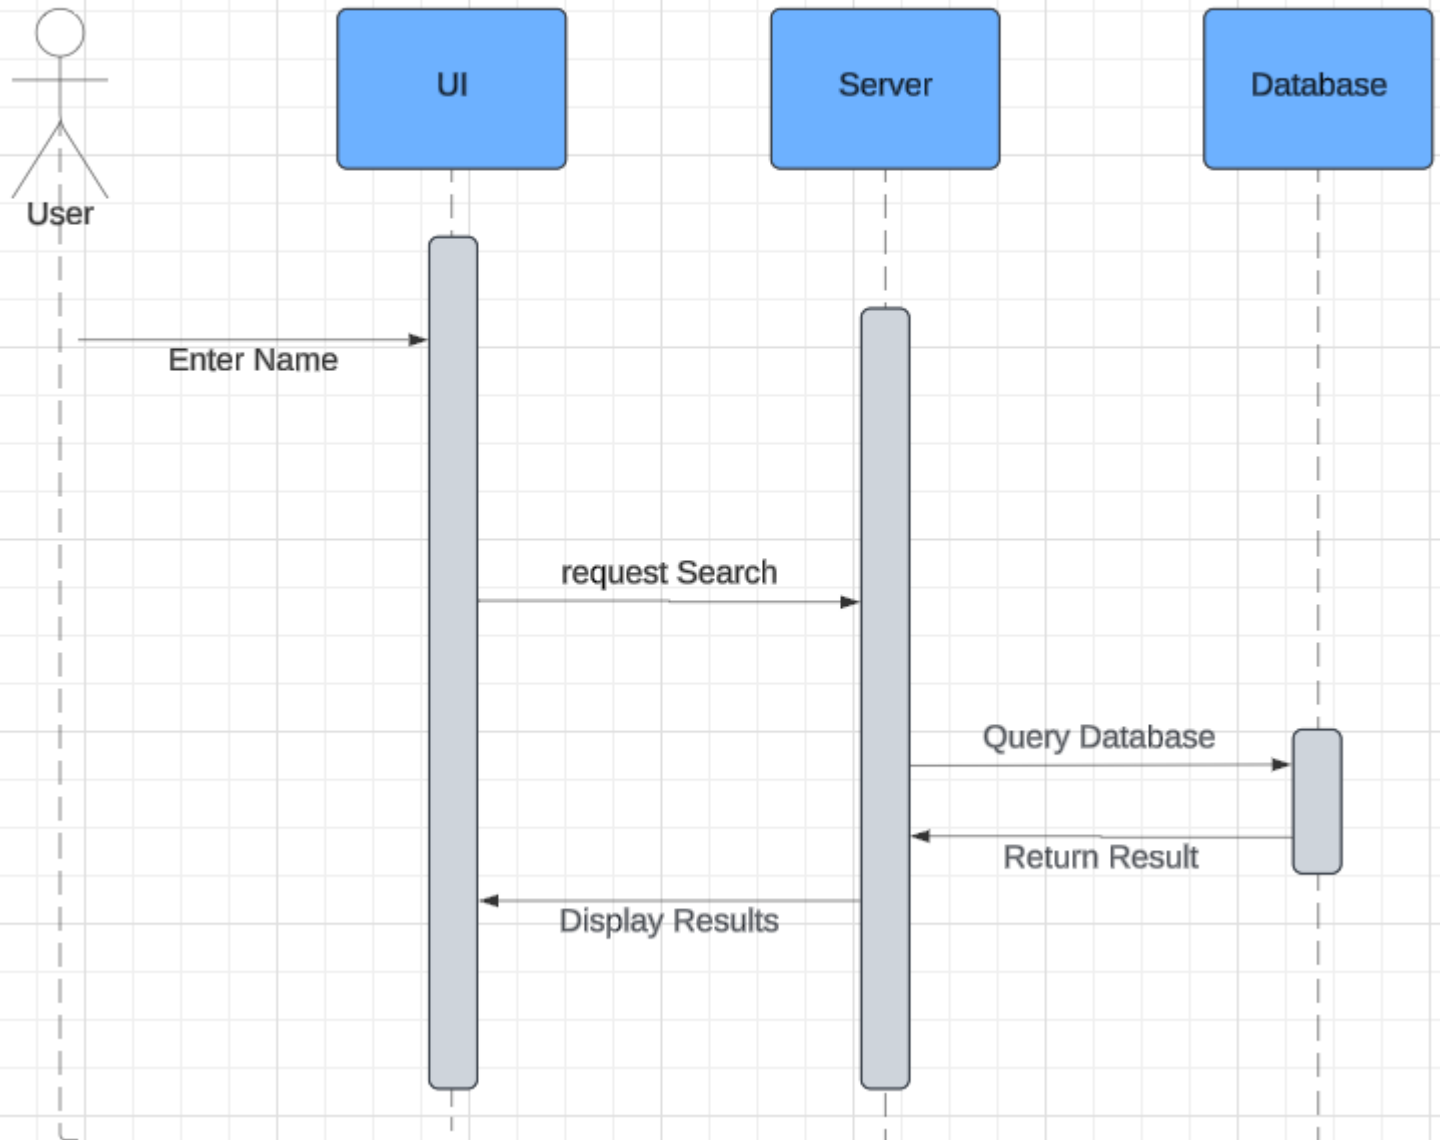 UI
Server
Database
User
Enter Name
request Search
Query Database
Return Result
Display Results